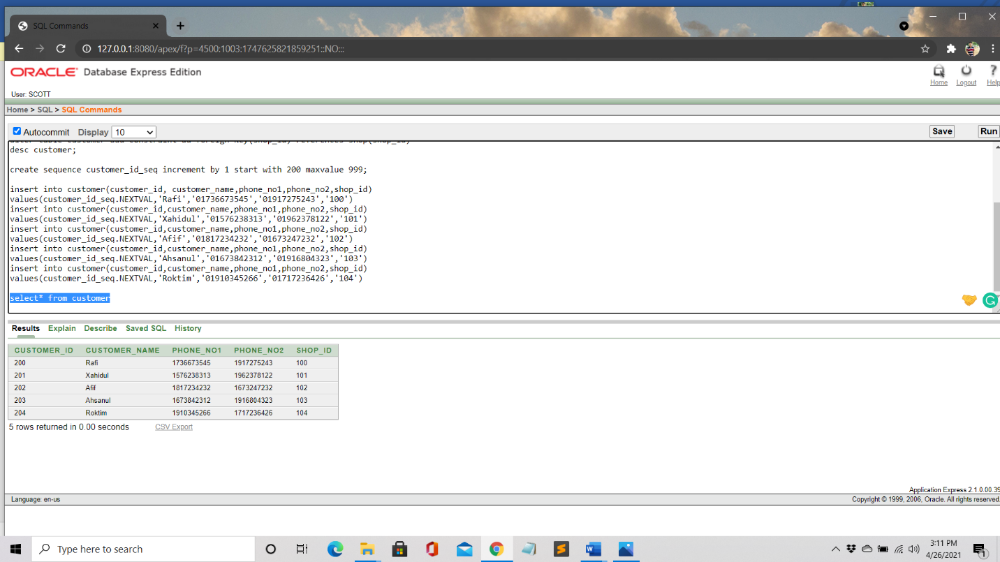 SQL Commands
127.0.0.1:8080/apex/f?p=4500:1003:1747625821859251::NO:::
ORACLE Database Express Edition
Home Logout Help
User: SCOTT
Home > SQL > SQL Commands
Autocommit Display 10 Save Run
desc customer;
create sequence customer_id_seq increment by 1 start with 200 maxvalue 999;
insert into customer(customer_id, customer_name,phone_no1,phone_no2,shop_id)
values(customer_id_seq.NEXTVAL,'Rafi','01736673545','01917275243','100')
insert into customer(customer_id,customer_name,phone_no1,phone_no2,shop_id)
values(customer_id_seq.NEXTVAL,'Xahidul','01576238313','01962378122','101')
insert into customer(customer_id,customer_name,phone_no1,phone_no2,shop_id)
values(customer_id_seq.NEXTVAL,'Afif','01817234232','01673247232','102')
insert into customer(customer_id,customer_name,phone_no1,phone_no2,shop_id)
values(customer_id_seq.NEXTVAL,'Ahsanul','01673842312','01916804323','103')
insert into customer(customer_id,customer_name,phone_no1,phone_no2,shop_id)
values(customer_id_seq.NEXTVAL,'Roktim','01910345266','01717236426','104')
select* from customer
Results Explain Describe Saved SQL History
CUSTOMER_ID CUSTOMER_NAME PHONE_NO1 PHONE_NO2 SHOP_ID
200 Rafi 1736673545 1917275243 100
201 Xahidul 1576238313 1962378122 101
202 Afif 1817234232 1673247232 102
203 Ahsanul 1673842312 1916804323 103
204 Roktim 1910345266 1717236426 104
5 rows returned in 0.00 seconds CSV Export
Application Express 2.1.0.00.39
Language: en-us Copyright © 1999, 2006, Oracle. All rights reserved.
Type here to search
3:11 PM
4/26/2021
1